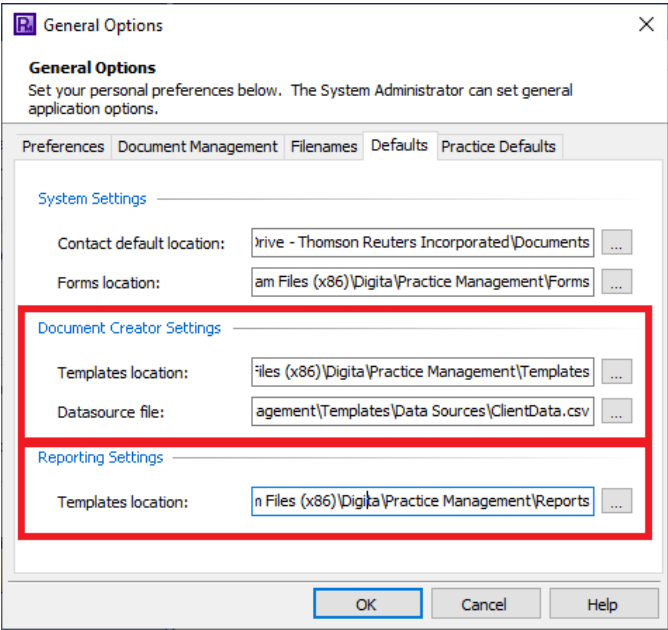 General Options
General Options
Set your personal preferences below. The System Administrator can set general
application options.
Preferences Document Management Filenames Defaults Practice Defaults
System Settings
Contact default location: Drive - Thomson Reuters Incorporated\Documents ...
Forms location: am Files (x86)\Digita\Practice Management\Forms ...
Document Creator Settings
Templates location: Files (x86)\Digita\Practice Management\Templates ...
Datasource file: agement\Templates\Data Sources\ClientData.csv ...
Reporting Settings
Templates location: n Files (x86)\Digita\Practice Management\Reports ...
OK Cancel Help